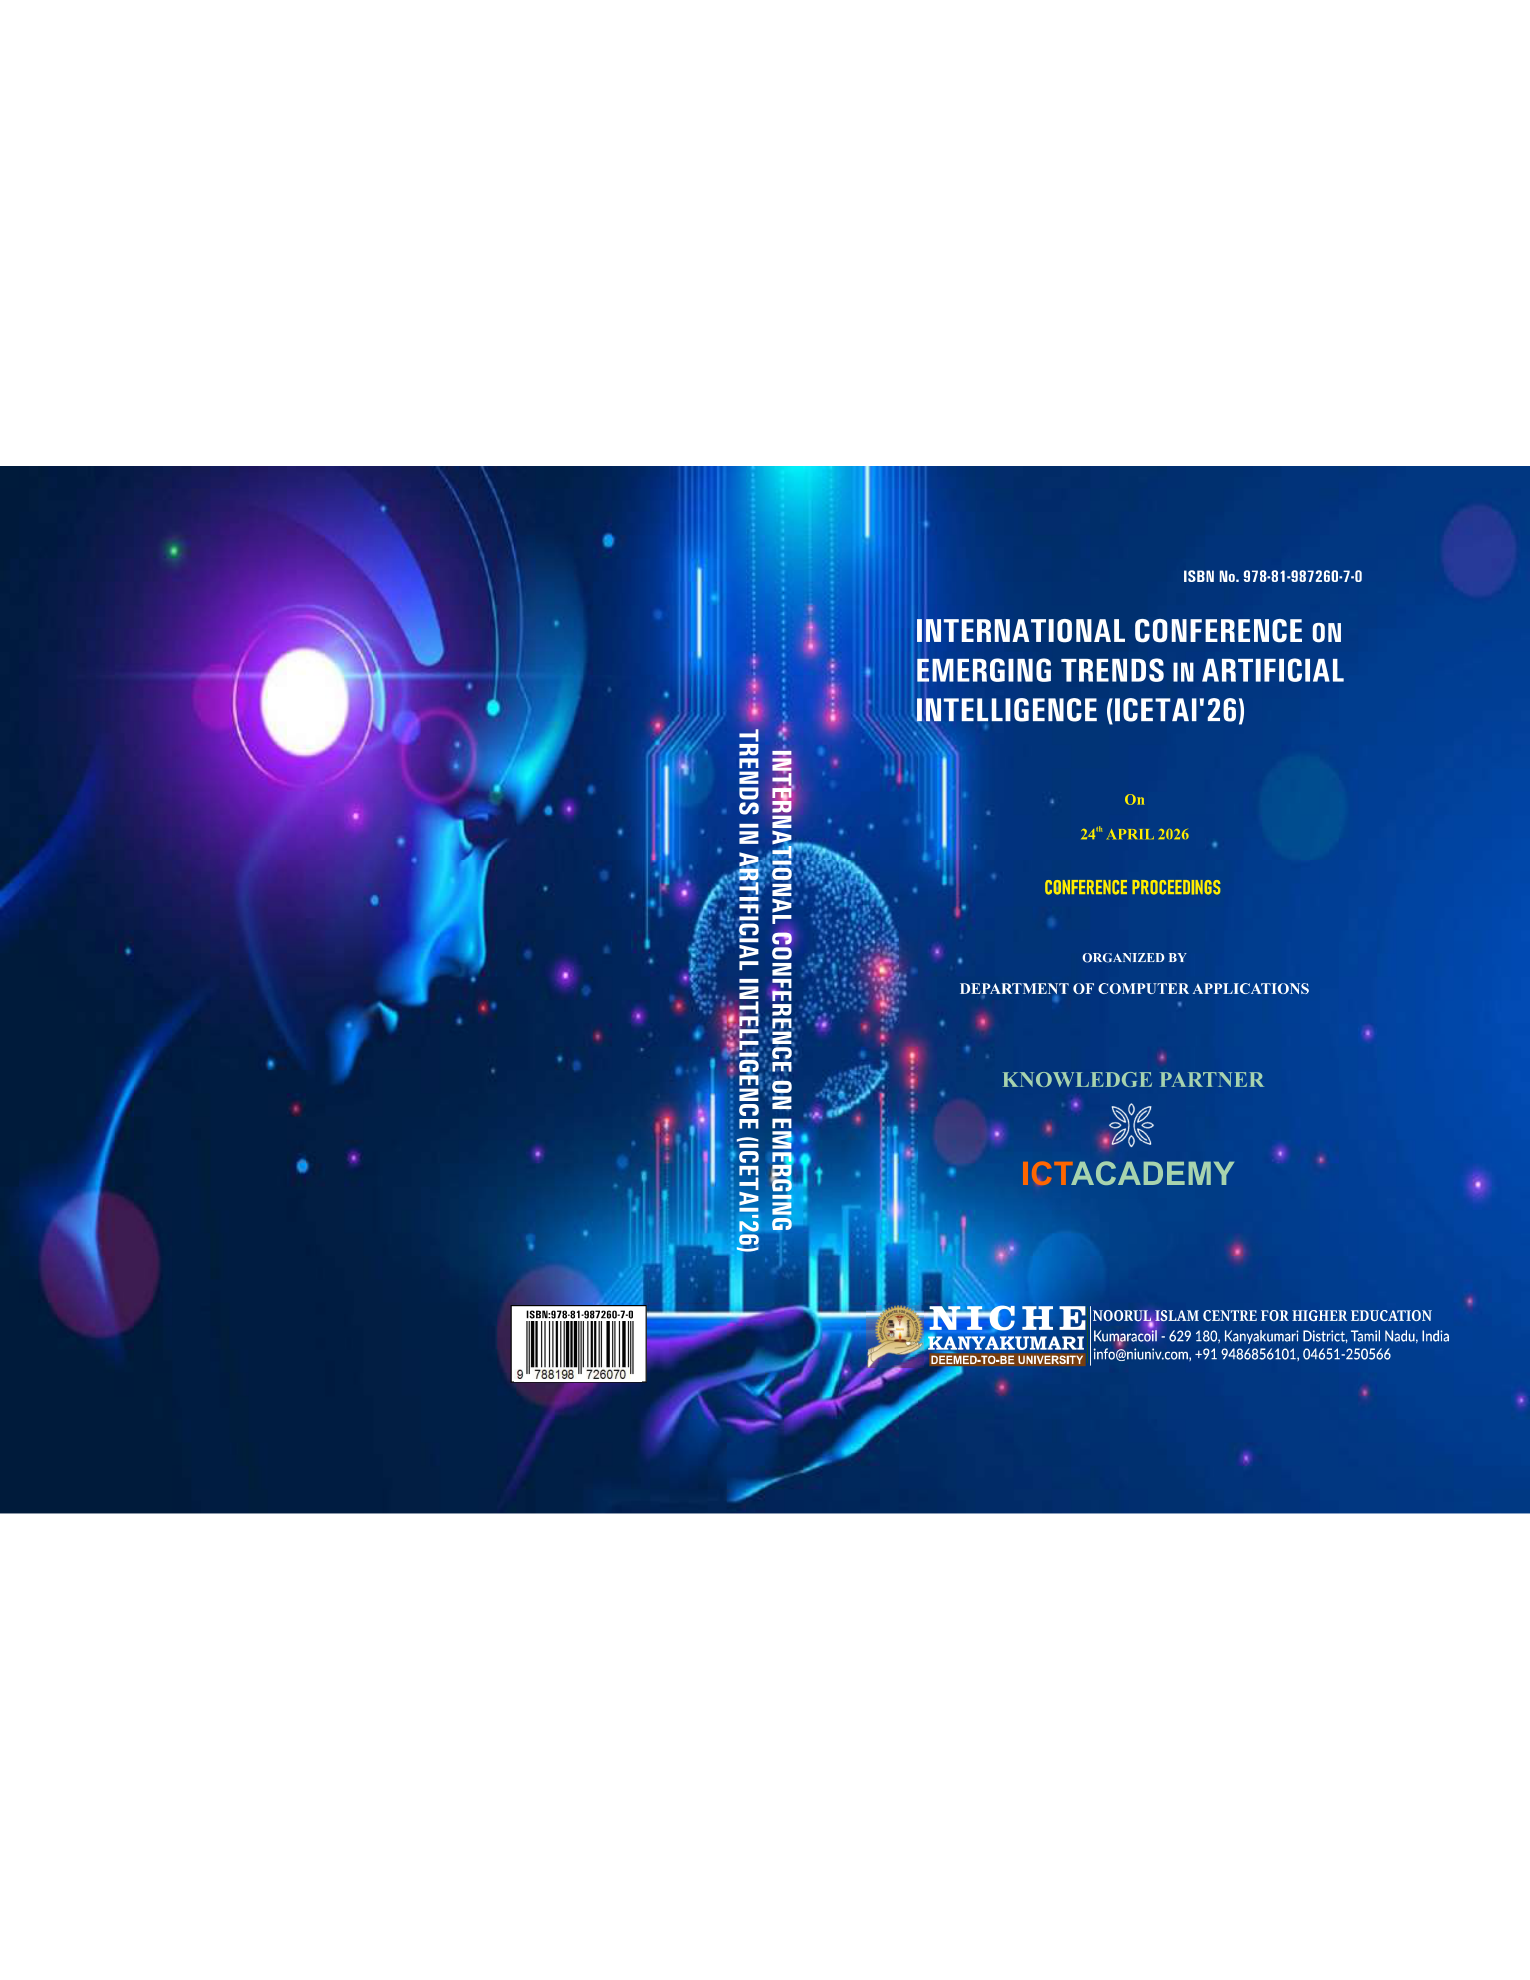 ISBN No. 978-81-987260-7-0
INTERNATIONAL CONFERENCE ON
EMERGING TRENDS IN ARTIFICIAL
INTELLIGENCE (ICETAI'26)
On
24th APRIL 2026
CONFERENCE PROCEEDINGS
ORGANIZED BY
DEPARTMENT OF COMPUTER APPLICATIONS
KNOWLEDGE PARTNER
ICTACADEMY
NICHE
KANYAKUMARI
DEEMED-TO-BE UNIVERSITY
NOORUL ISLAM CENTRE FOR HIGHER EDUCATION
Kumaracoil - 629 180, Kanyakumari District, Tamil Nadu, India
info@niuniv.com, +91 9486856101, 04651-250566
INTERNATIONAL CONFERENCE ON EMERGING
TRENDS IN ARTIFICIAL INTELLIGENCE (ICETAI'26)
ISBN:978-81-987260-7-0
9 788198 726070